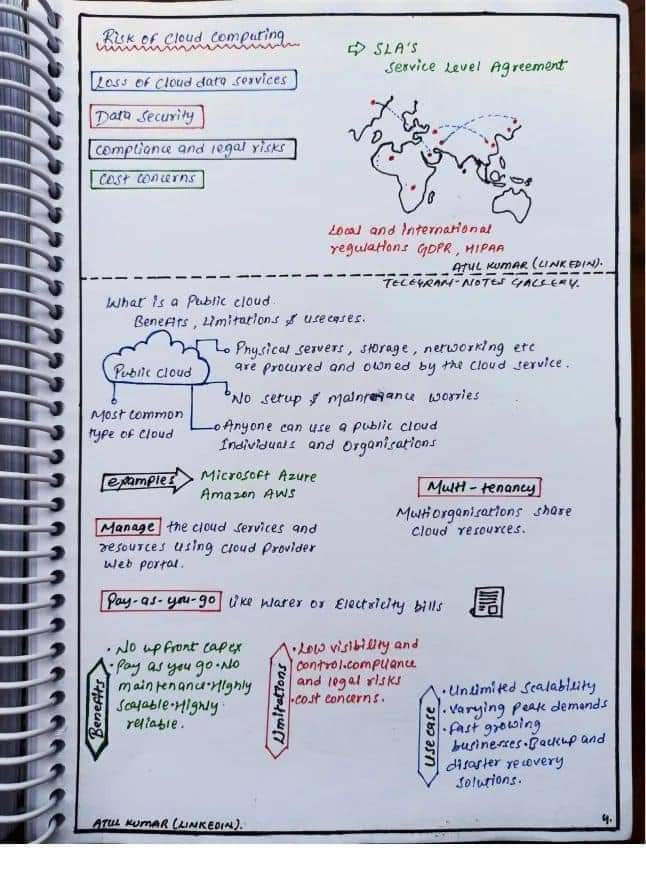 Risk of Cloud Computing
Loss of cloud data services
Data Security
Compliance and legal risks
Cost concerns
⇨ SLA'S
Service Level Agreement
Local and International
regulations GDPR, HIPAA
ATUL KUMAR (LINKEDIN).
TELEGRAM-NOTES GALLERY.
What is a Public cloud.
Benefits, Limitations & usecases.
Public cloud
Physical servers, storage, networking etc
are procured and owned by the cloud service.
No setup & maintenance worries
Most common
type of cloud
Anyone can use a public cloud
Individuals and Organisations
examples
Microsoft Azure
Amazon AWS
Multi-tenancy
Multiorganisations share
cloud resources.
Manage the cloud services and
resources using cloud Provider
web portal.
Pay-as-you-go like Water or Electricity bills
Benefits
• No upfront capex
• Pay as you go • No
maintenance • Highly
Scalable • Highly
reliable.
Limitations
• Low visibility and
control • compliance
and legal risks
• cost concerns.
Use case
• Unlimited Scalability
• Varying peak demands
• Fast growing
businesses • Backup and
disaster recovery
solutions.
ATUL KUMAR (LINKEDIN).
4.